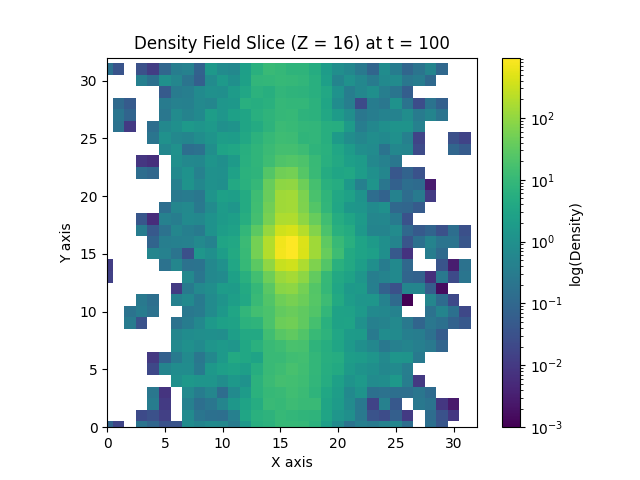 Density Field Slice (Z = 16) at t = 100
30
25
20
15
10
5
0
Y axis
0 5 10 15 20 25 30
X axis
10²
10¹
10⁰
10⁻¹
10⁻²
10⁻³
log(Density)